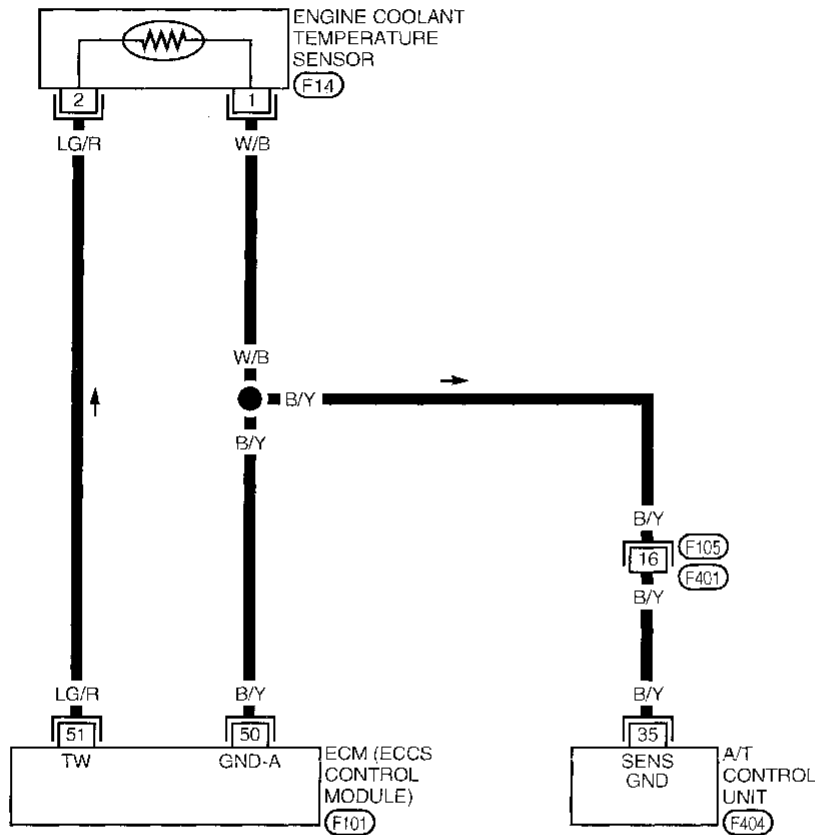 ENGINE COOLANT
TEMPERATURE
SENSOR
F14
2
1
LG/R
W/B
W/B
B/Y
B/Y
B/Y
F105
16
F401
B/Y
LG/R
B/Y
B/Y
51
50
35
TW
GND-A
ECM (ECCS
CONTROL
MODULE)
F101
SENS
GND
A/T
CONTROL
UNIT
F404